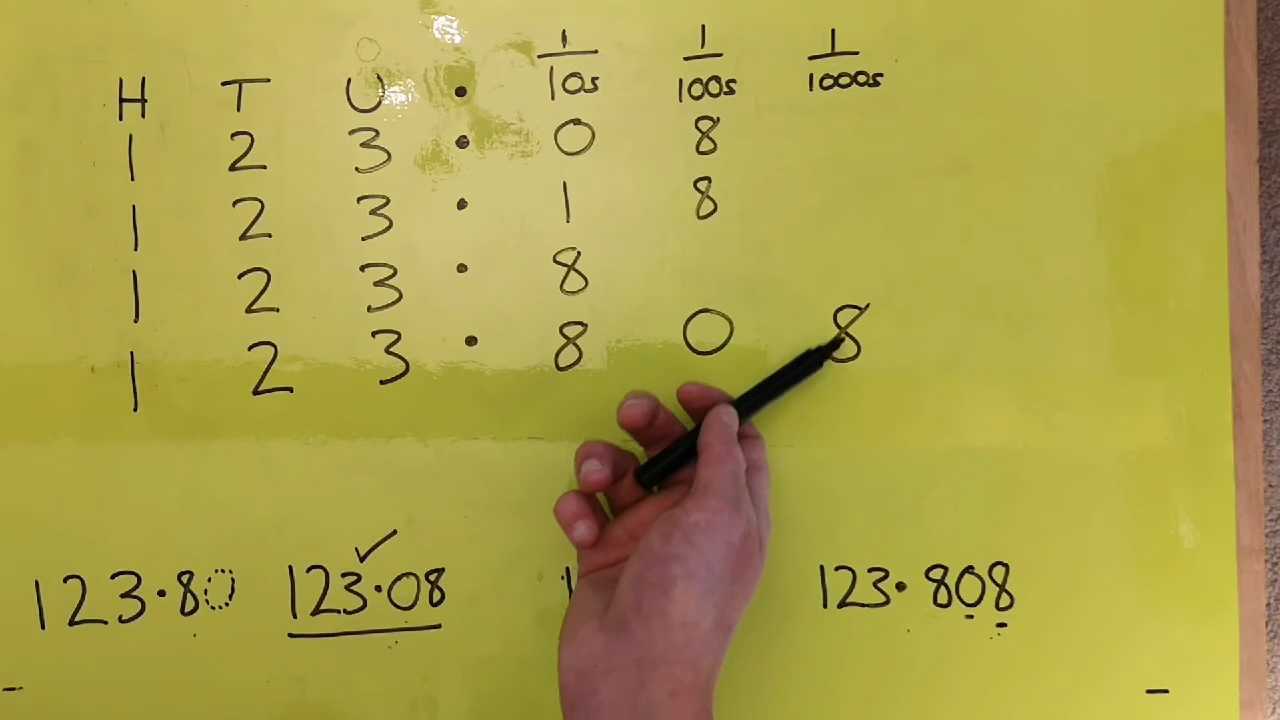 H T U . 1/10s 1/100s 1/1000s
1 2 3 . 0 8
1 2 3 . 1 8
1 2 3 . 8
1 2 3 . 8 0 8
123.80 123.08 ✓ 1 123.808